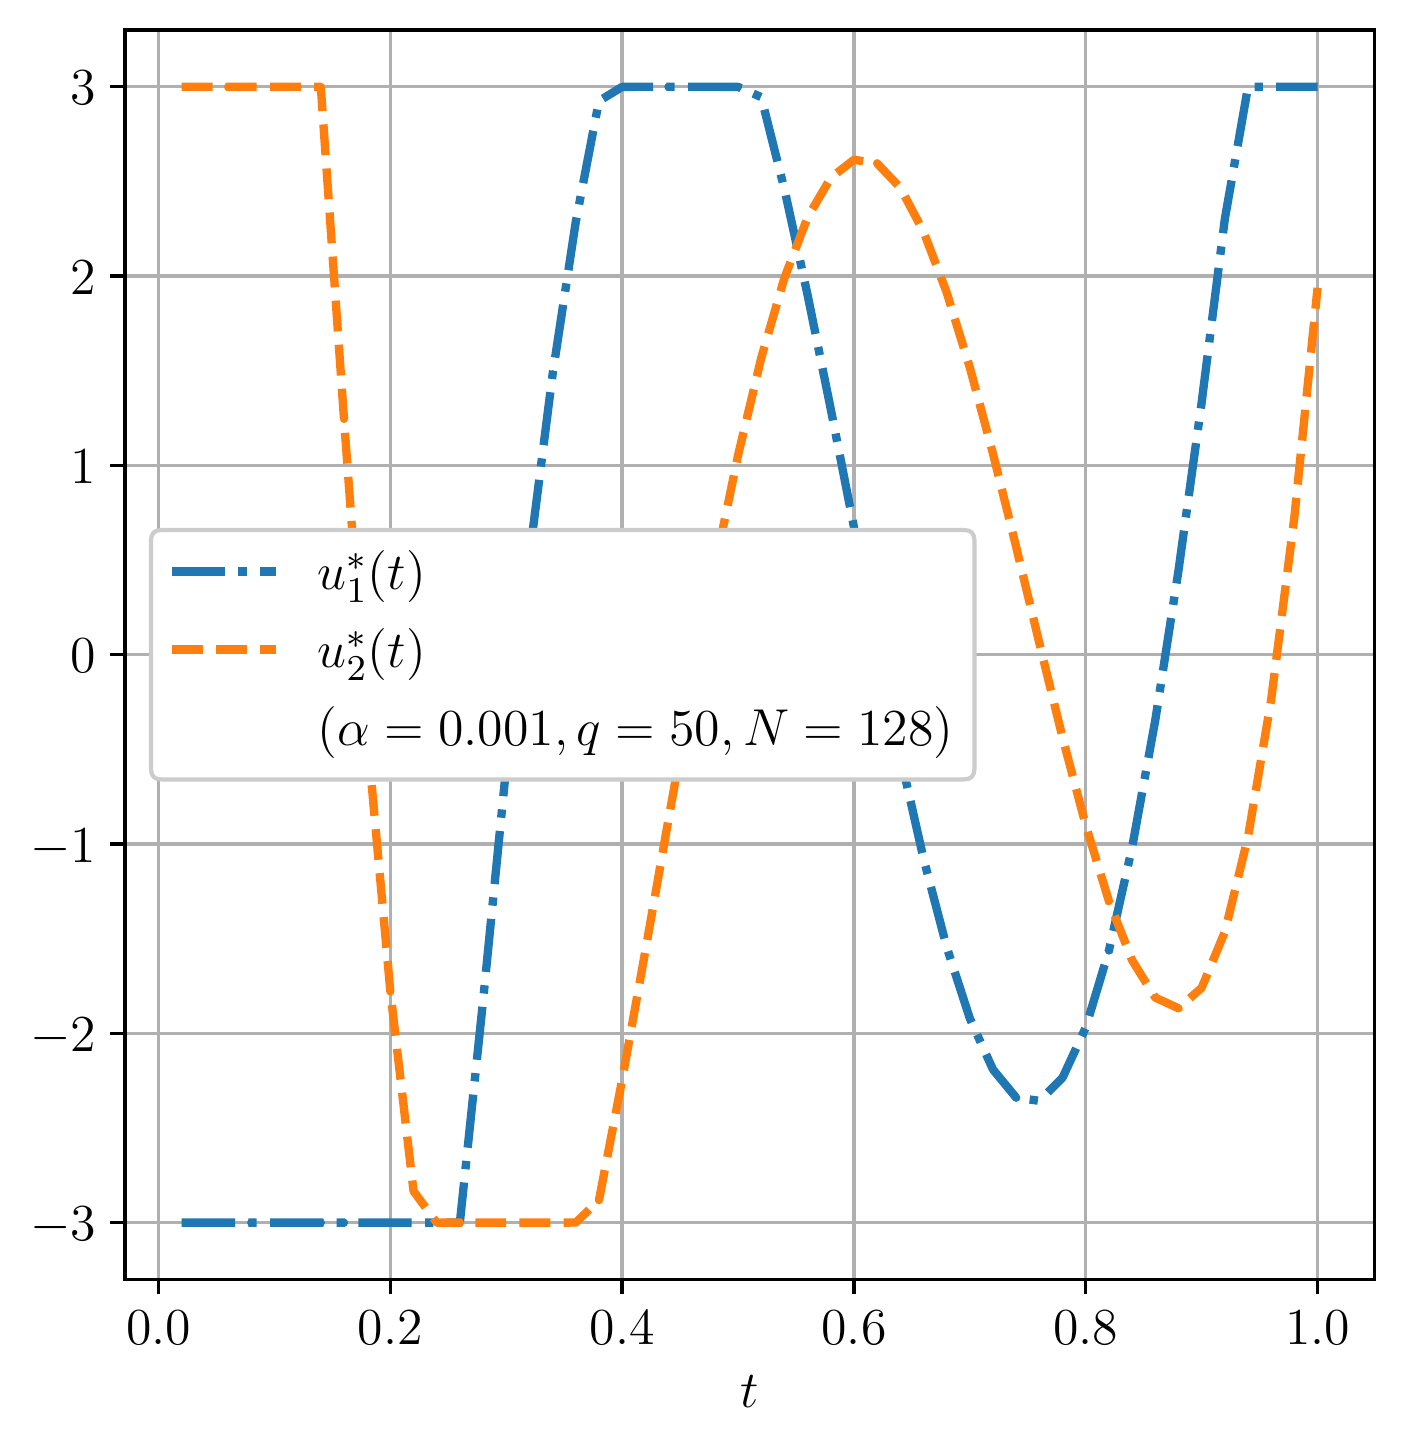 3
2
1
0
−1
−2
−3
u₁*(t)
u₂*(t)
(α = 0.001, q = 50, N = 128)
0.0 0.2 0.4 0.6 0.8 1.0
t